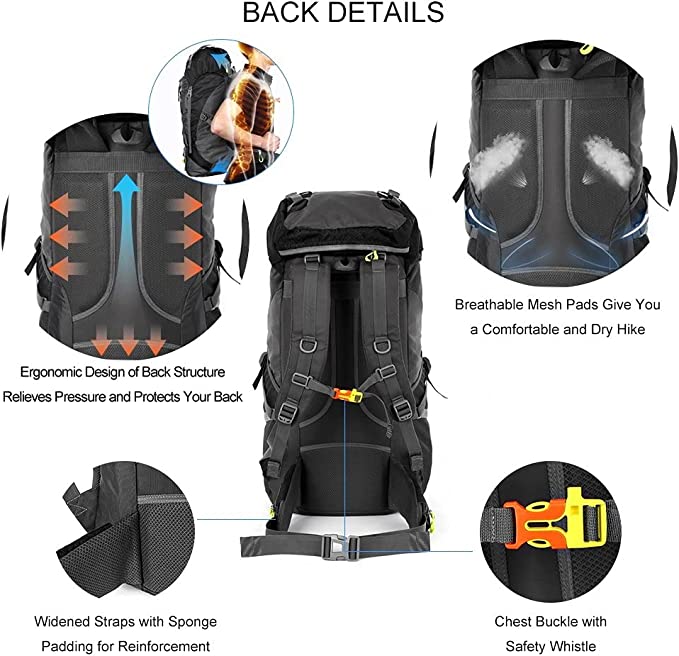 BACK DETAILS
Breathable Mesh Pads Give You
a Comfortable and Dry Hike
Ergonomic Design of Back Structure
Relieves Pressure and Protects Your Back
Widened Straps with Sponge
Padding for Reinforcement
Chest Buckle with
Safety Whistle